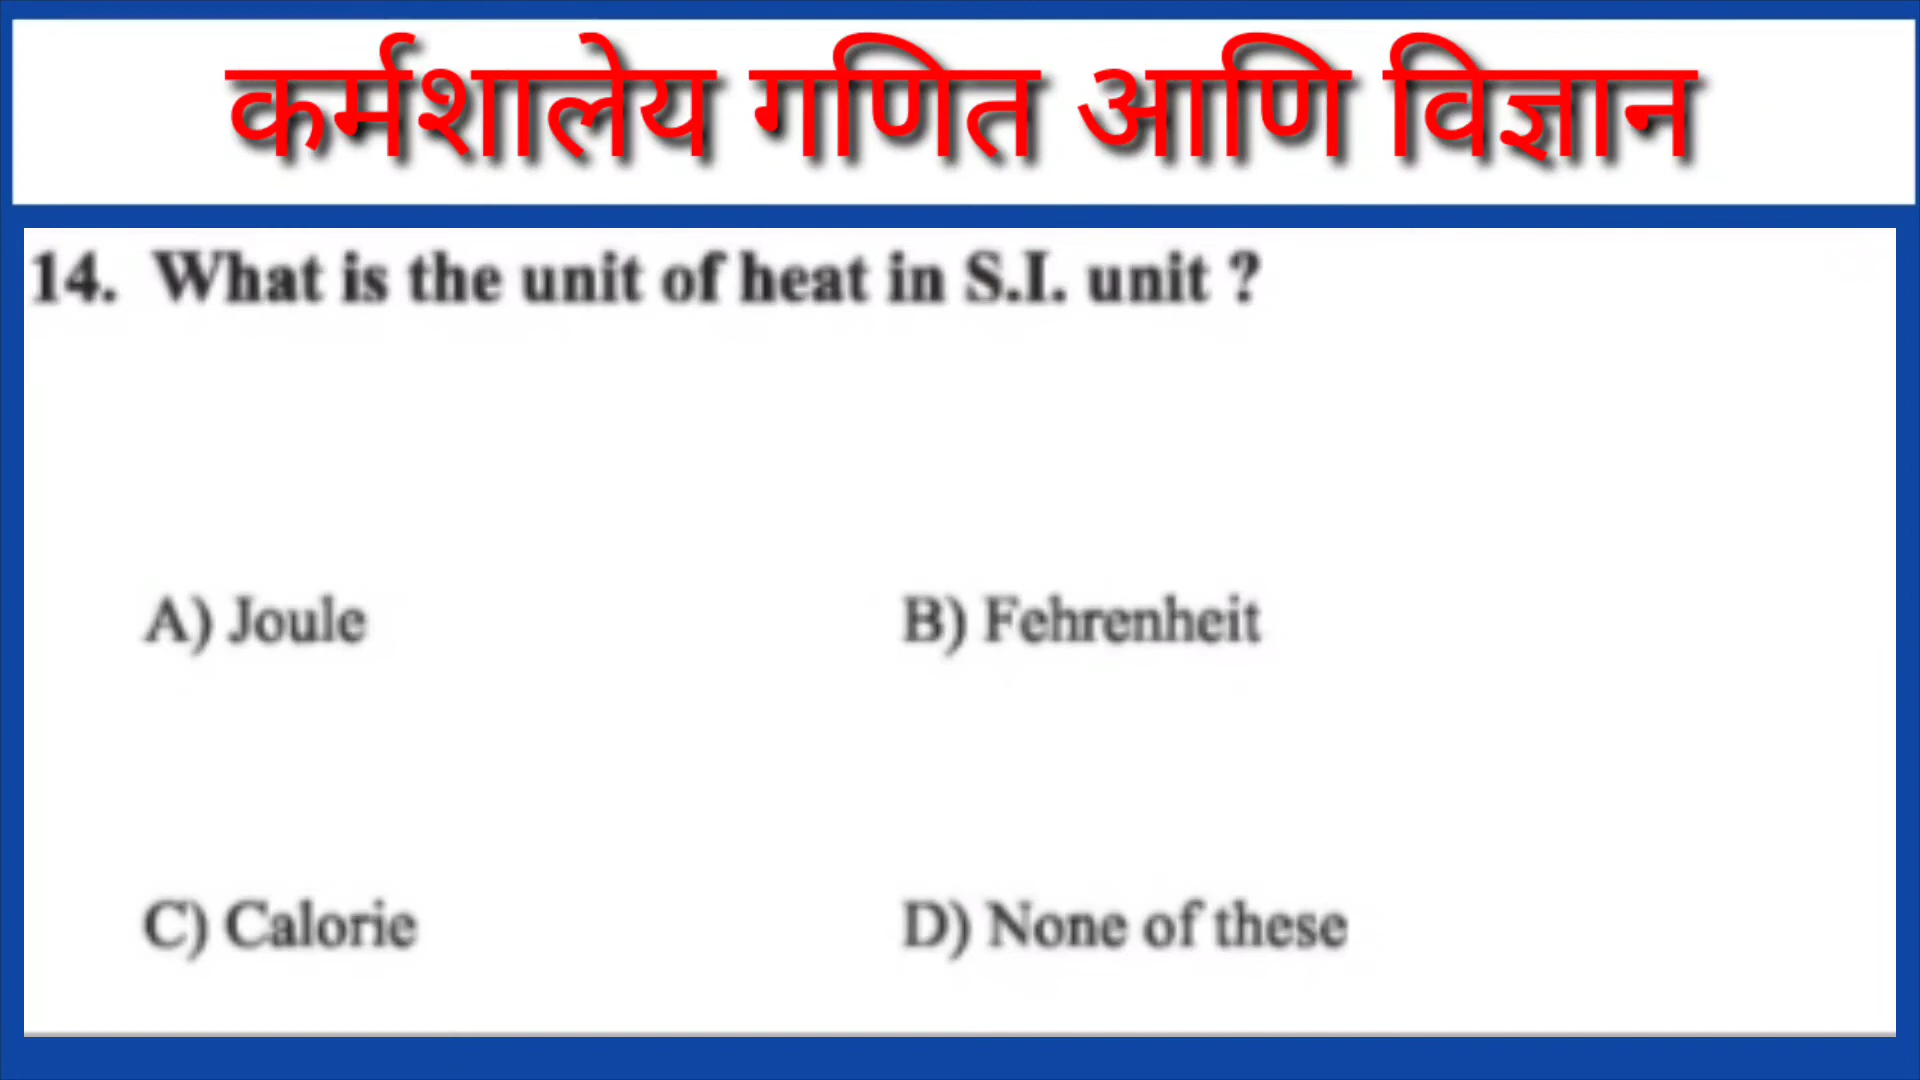 कर्मशालेय गणित आणि विज्ञान
14. What is the unit of heat in S.I. unit ?
A) Joule B) Fehrenheit
C) Calorie D) None of these